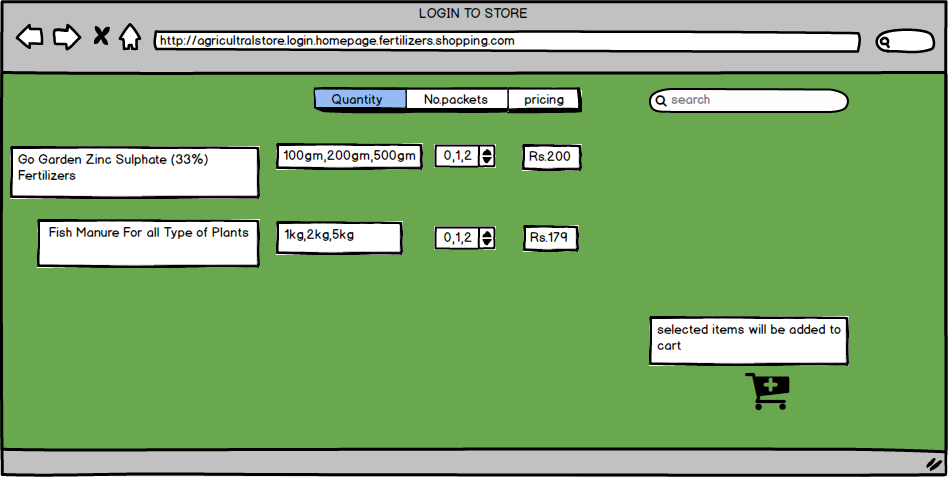 LOGIN TO STORE
http://agricultralstore.login.homepage.fertilizers.shopping.com
Quantity No.packets pricing
search
Go Garden Zinc Sulphate (33%)
Fertilizers
100gm,200gm,500gm
0,1,2
Rs.200
Fish Manure For all Type of Plants
1kg,2kg,5kg
0,1,2
Rs.179
selected items will be added to
cart